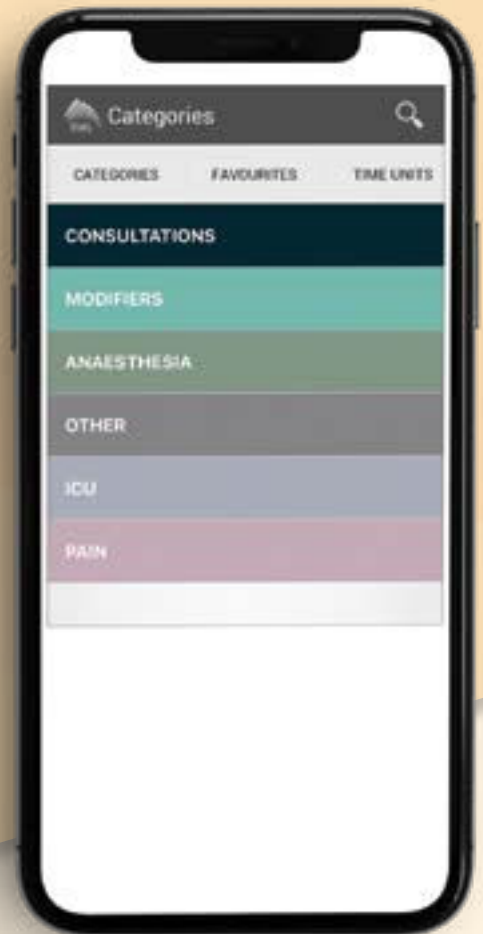 Categories
CATEGORIES FAVOURITES TIME UNITS
CONSULTATIONS
MODIFIERS
ANAESTHESIA
OTHER
ICU
PAIN